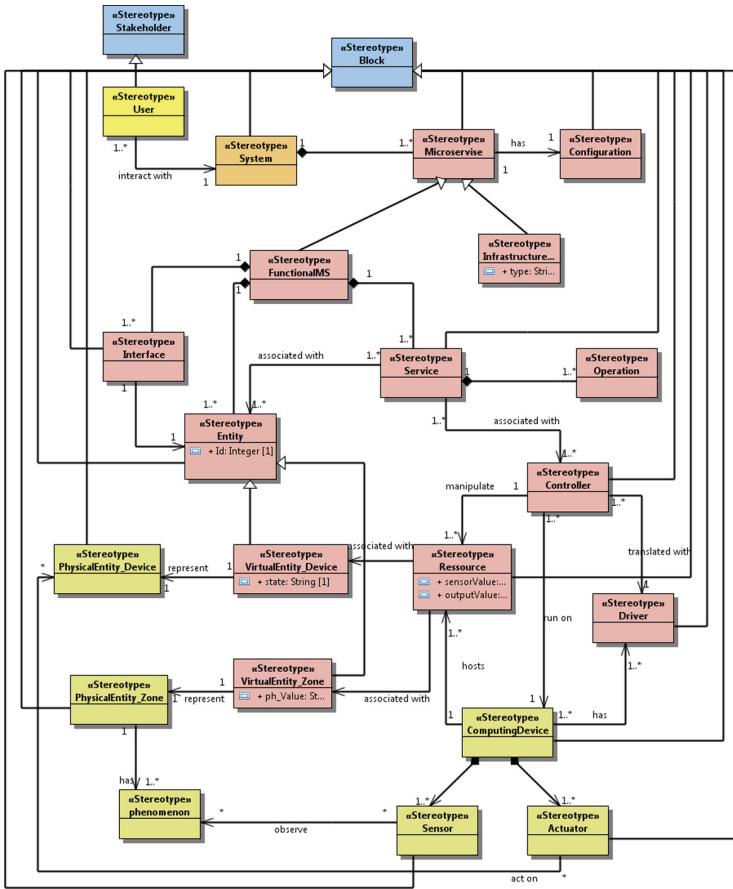 «Stereotype»
Stakeholder
«Stereotype»
Block
«Stereotype»
User
1..*
interact with
1
«Stereotype»
System
1
1..*
«Stereotype»
Microservise
has
1
1
«Stereotype»
Configuration
«Stereotype»
Infrastructure...
+ type: Stri...
«Stereotype»
FunctionalMS
1
1
1
1..*
«Stereotype»
Interface
1
1..*
associated with
1..*
«Stereotype»
Service
1
1..*
«Stereotype»
Operation
1
1..*
1..*
«Stereotype»
Entity
+ Id: Integer [1]
1..*
associated with
1..*
«Stereotype»
Controller
manipulate
1
1..*
1..*
1..*
translated with
1
«Stereotype»
PhysicalEntity_Device
*
represent
1
1
«Stereotype»
VirtualEntity_Device
+ state: String [1]
associated with
«Stereotype»
Ressource
+ sensorValue:...
+ outputValue:...
1..*
«Stereotype»
Driver
run on
1..*
hosts
«Stereotype»
PhysicalEntity_Zone
1
represent
1
«Stereotype»
VirtualEntity_Zone
+ ph_Value: St...
associated with
1
1
«Stereotype»
ComputingDevice
1..*
has
1
has
1..*
«Stereotype»
phenomenon
*
observe
*
1..*
«Stereotype»
Sensor
1..*
«Stereotype»
Actuator
act on
*